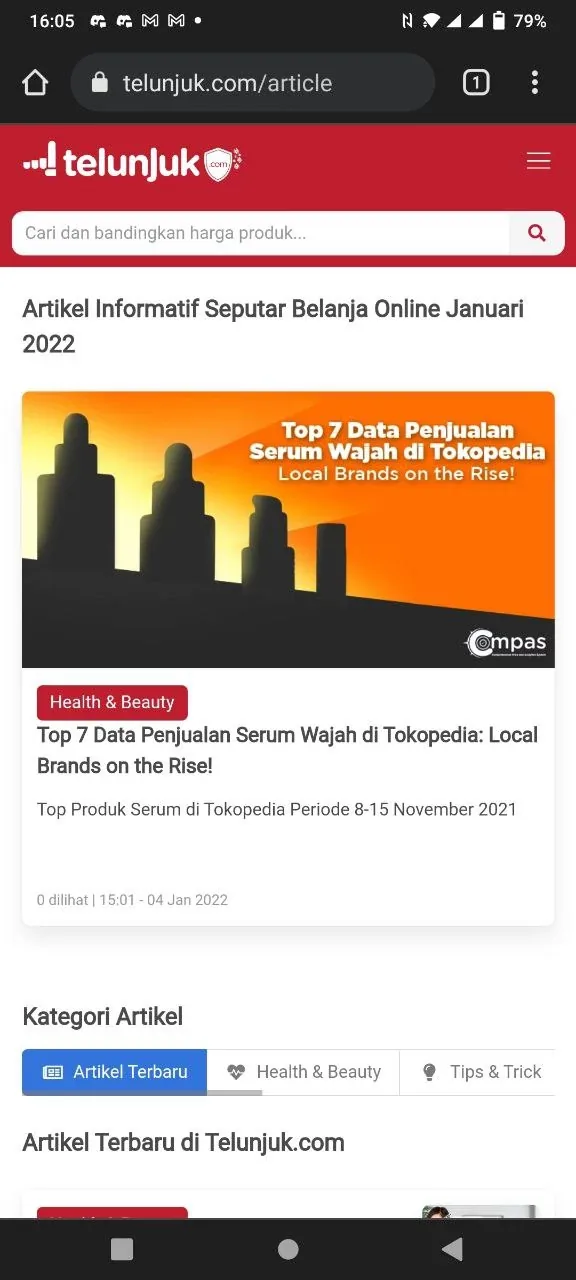 16:05
79%
telunjuk.com/article
1
telunjuk
.com
Cari dan bandingkan harga produk...
Artikel Informatif Seputar Belanja Online Januari
2022
Top 7 Data Penjualan
Serum Wajah di Tokopedia
Local Brands on the Rise!
Compas
Health & Beauty
Top 7 Data Penjualan Serum Wajah di Tokopedia: Local
Brands on the Rise!
Top Produk Serum di Tokopedia Periode 8-15 November 2021
0 dilihat | 15:01 - 04 Jan 2022
Kategori Artikel
Artikel Terbaru
Health & Beauty
Tips & Trick
Artikel Terbaru di Telunjuk.com